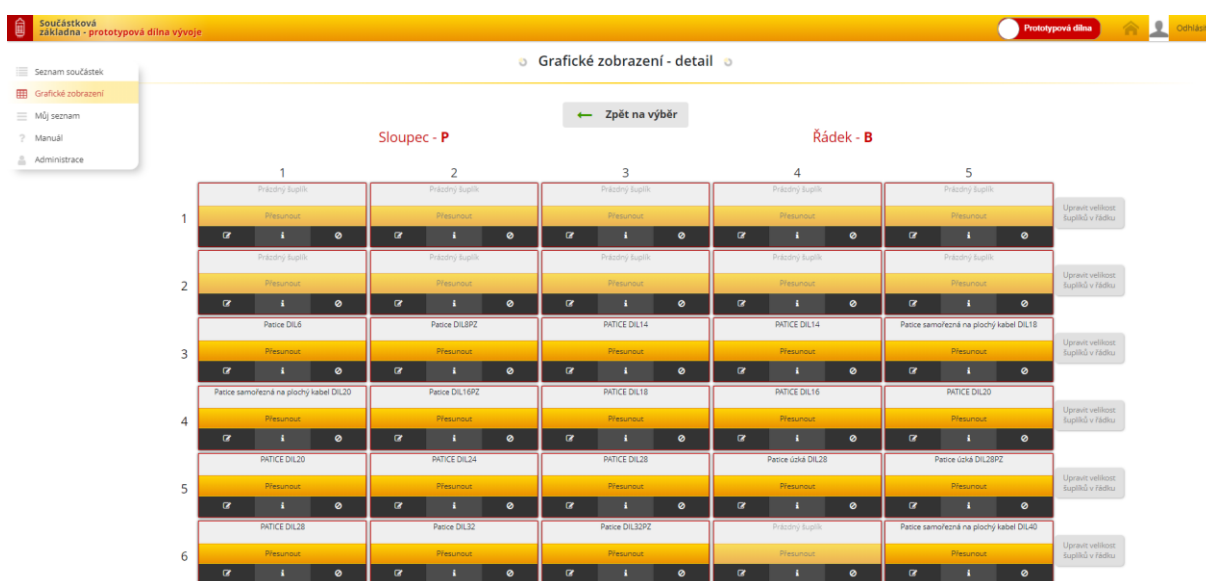 Součástková
základna - prototypová dílna vývoje
Prototypová dílna
Odhlásit
Seznam součástek
Grafické zobrazení
Můj seznam
Manuál
Administrace
Grafické zobrazení - detail
← Zpět na výběr
Sloupec - P Řádek - B
1 2 3 4 5
Prázdný šuplík Prázdný šuplík Prázdný šuplík Prázdný šuplík Prázdný šuplík
1 Přesunout Přesunout Přesunout Přesunout Přesunout
Upravit velikost
šuplíků v řádku
Prázdný šuplík Prázdný šuplík Prázdný šuplík Prázdný šuplík Prázdný šuplík
2 Přesunout Přesunout Přesunout Přesunout Přesunout
Upravit velikost
šuplíků v řádku
Patice DIL6 Patice DIL8PZ PATICE DIL14 PATICE DIL14 Patice samořezná na plochý kabel DIL18
3 Přesunout Přesunout Přesunout Přesunout Přesunout
Upravit velikost
šuplíků v řádku
Patice samořezná na plochý kabel DIL20 Patice DIL16PZ PATICE DIL18 PATICE DIL16 PATICE DIL20
4 Přesunout Přesunout Přesunout Přesunout Přesunout
Upravit velikost
šuplíků v řádku
PATICE DIL20 PATICE DIL24 PATICE DIL28 Patice úzká DIL28 Patice úzká DIL28PZ
5 Přesunout Přesunout Přesunout Přesunout Přesunout
Upravit velikost
šuplíků v řádku
PATICE DIL28 Patice DIL32 Patice DIL32PZ Prázdný šuplík Patice samořezná na plochý kabel DIL40
6 Přesunout Přesunout Přesunout Přesunout Přesunout
Upravit velikost
šuplíků v řádku